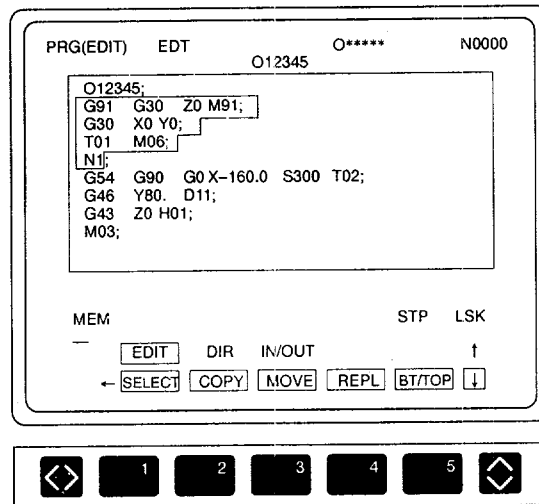 PRG(EDIT) EDT O***** N0000
O12345
O12345;
G91 G30 Z0 M91;
G30 X0 Y0;
T01 M06;
N1;
G54 G90 G0 X-160.0 S300 T02;
G46 Y80. D11;
G43 Z0 H01;
M03;
MEM STP LSK
EDIT DIR IN/OUT ↑
← SELECT COPY MOVE REPL BT/TOP ↓
1 2 3 4 5